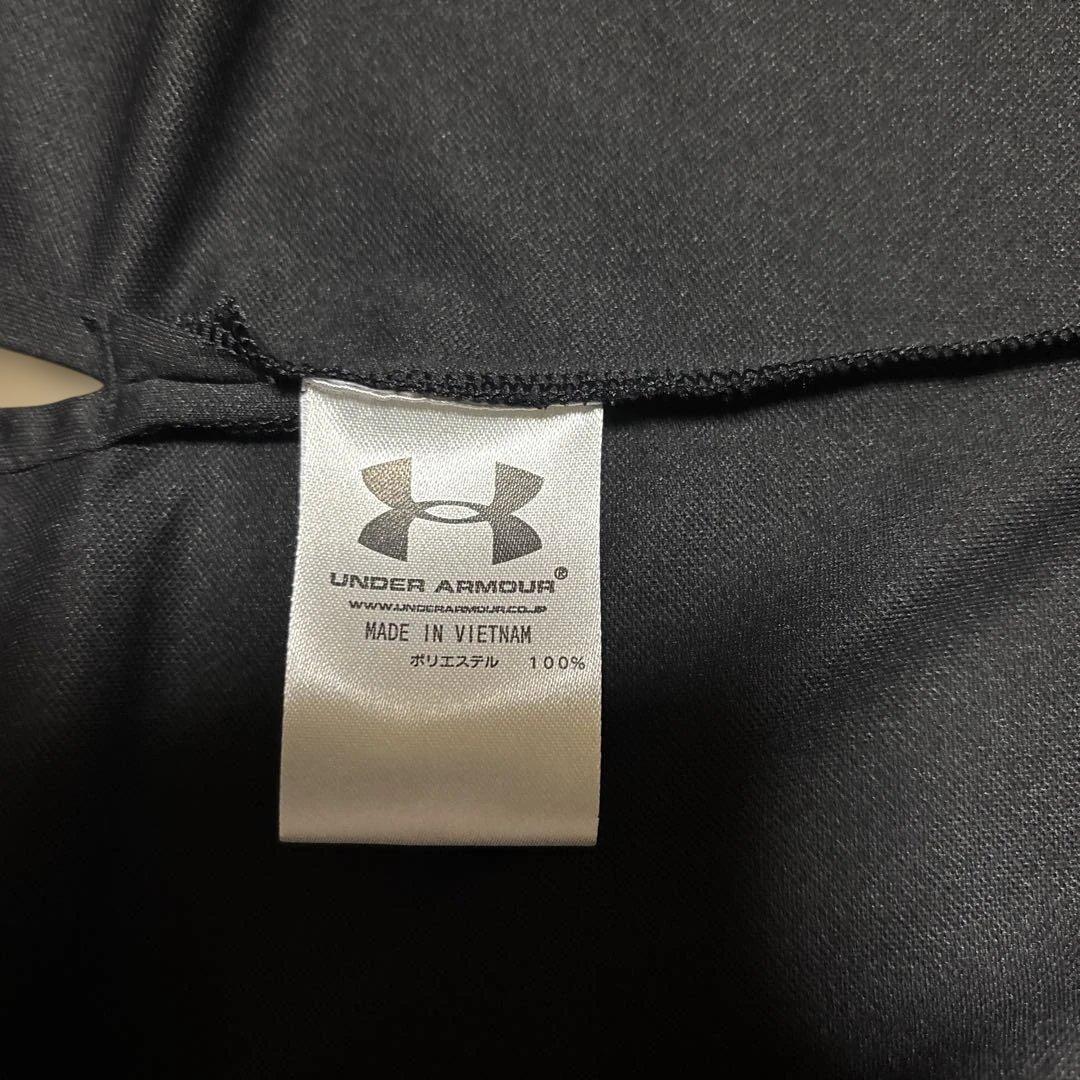 UNDER ARMOUR®
WWW.UNDERARMOUR.CO.JP
MADE IN VIETNAM
ポリエステル 100%